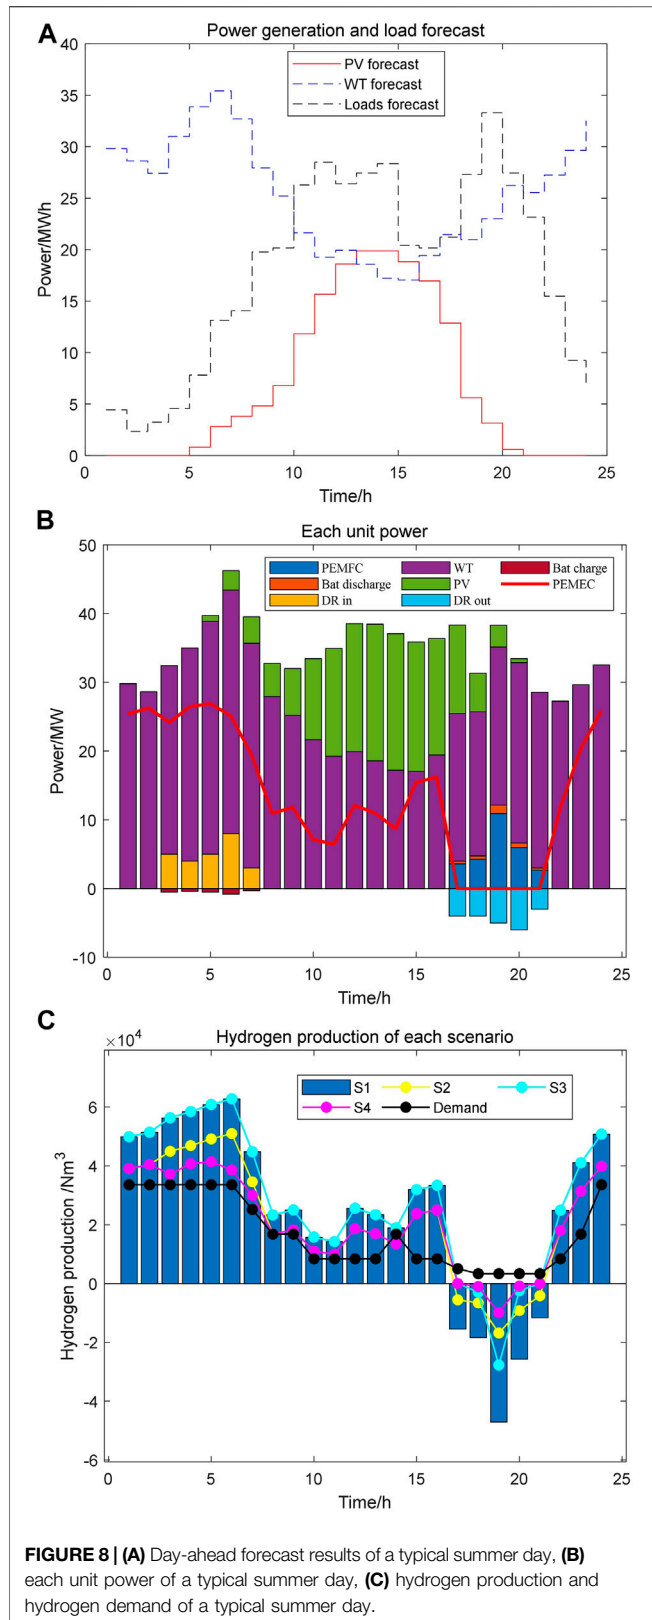 A
Power generation and load forecast
40
35
30
25
20
15
10
5
0
Power/MWh
PV forecast
WT forecast
Loads forecast
0 5 10 15 20 25
Time/h
B
Each unit power
50
40
30
20
10
0
-10
Power/MW
PEMFC WT Bat charge
Bat discharge PV PEMEC
DR in DR out
0 5 10 15 20 25
Time/h
C
×10⁴
Hydrogen production of each scenario
6
4
2
0
-2
-4
-6
Hydrogen production /Nm³
S1 S2 S3
S4 Demand
0 5 10 15 20 25
Time/h
FIGURE 8 | (A) Day-ahead forecast results of a typical summer day, (B)
each unit power of a typical summer day, (C) hydrogen production and
hydrogen demand of a typical summer day.